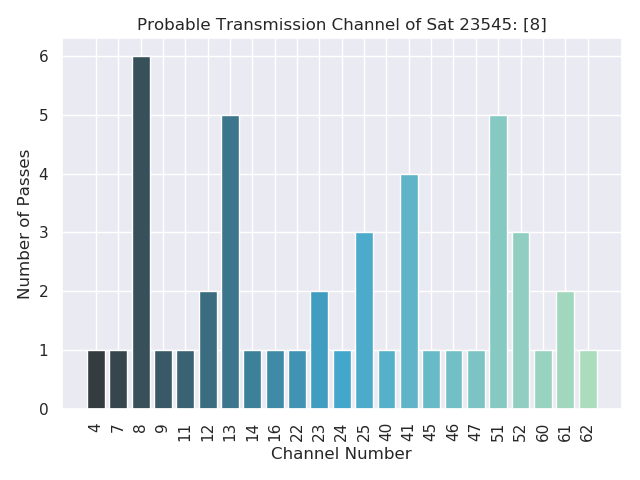 Probable Transmission Channel of Sat 23545: [8]
Number of Passes
6
5
4
3
2
1
0
4 7 8 9 11 12 13 14 16 22 23 24 25 40 41 45 46 47 51 52 60 61 62
Channel Number